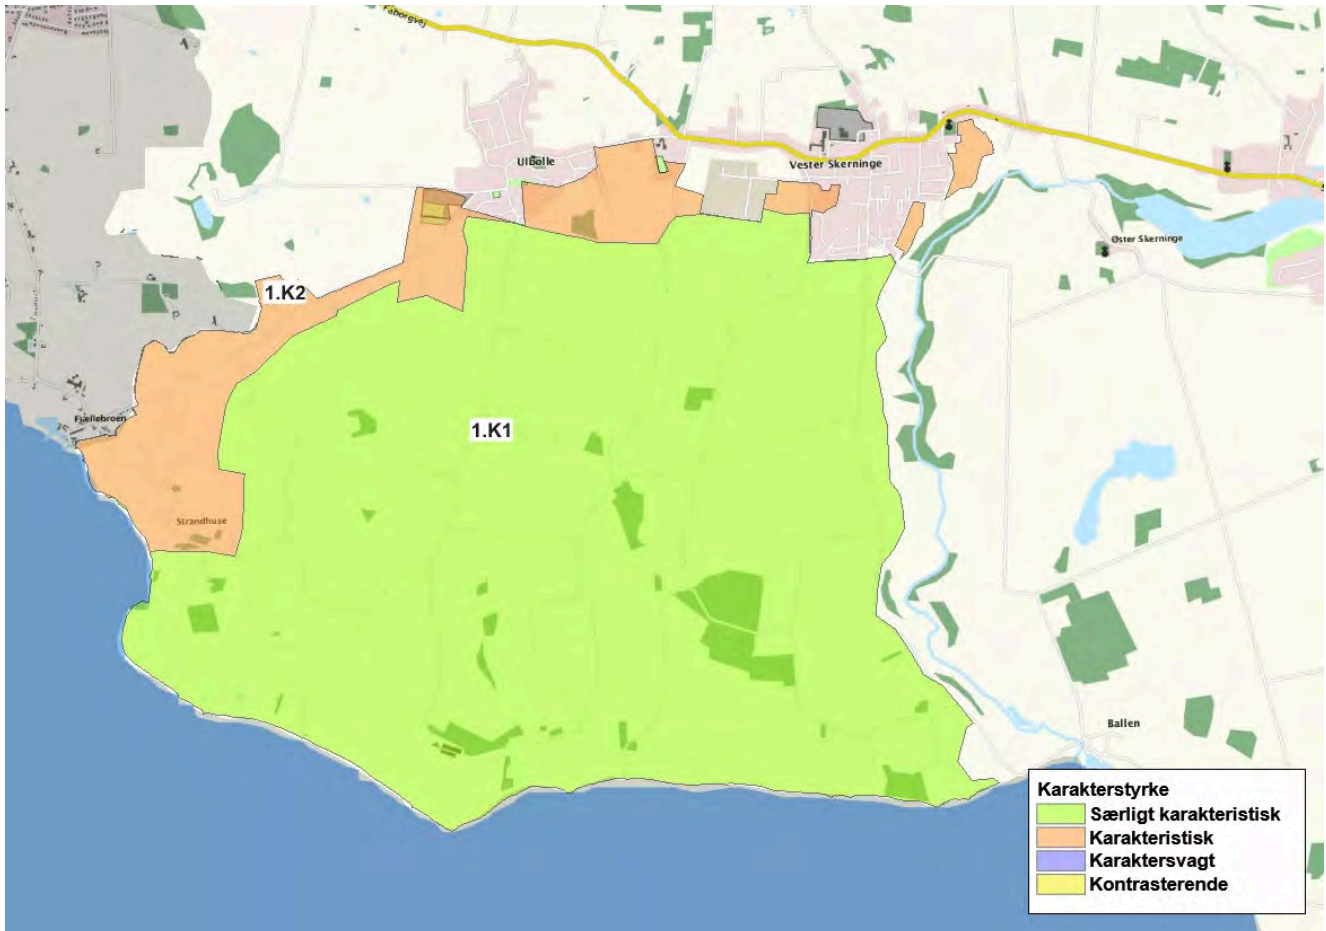 Faaborgvej
Ulbølle
Vester Skerninge
Øster Skerninge
1.K2
1.K1
Fjællebroen
Strandhuse
Ballen
Karakterstyrke
Særligt karakteristisk
Karakteristisk
Karaktersvagt
Kontrasterende